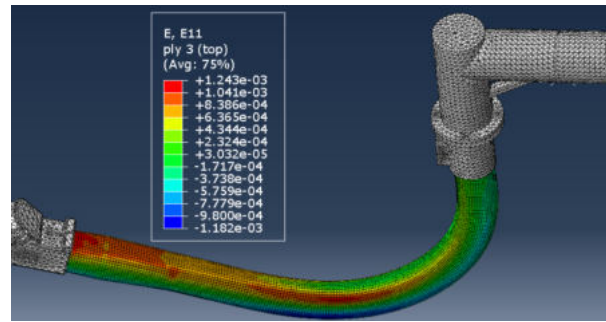 E, E11
ply 3 (top)
(Avg: 75%)
+1.243e-03
+1.041e-03
+8.386e-04
+6.365e-04
+4.344e-04
+2.324e-04
+3.032e-05
-1.717e-04
-3.738e-04
-5.759e-04
-7.779e-04
-9.800e-04
-1.182e-03